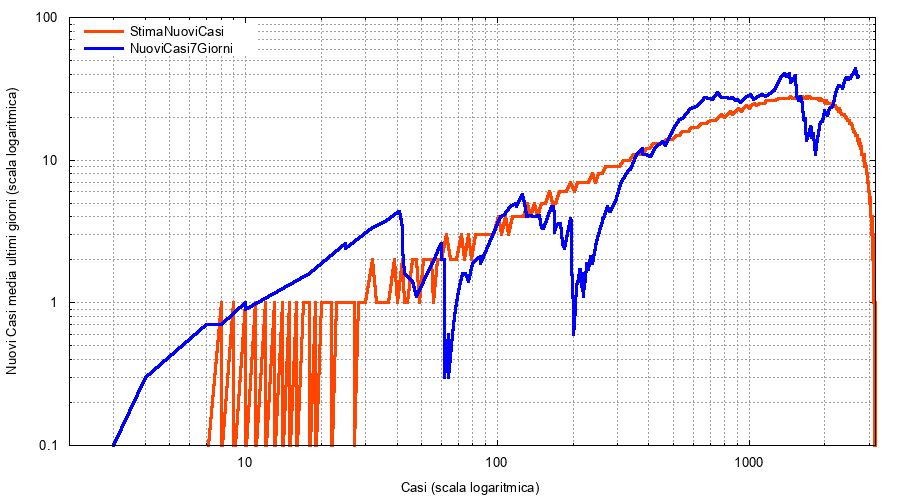 100
StimaNuoviCasi
NuoviCasi7Giorni
10
1
0.1
Nuovi Casi media ultimi giorni (scala logaritmica)
10
100
1000
Casi (scala logaritmica)